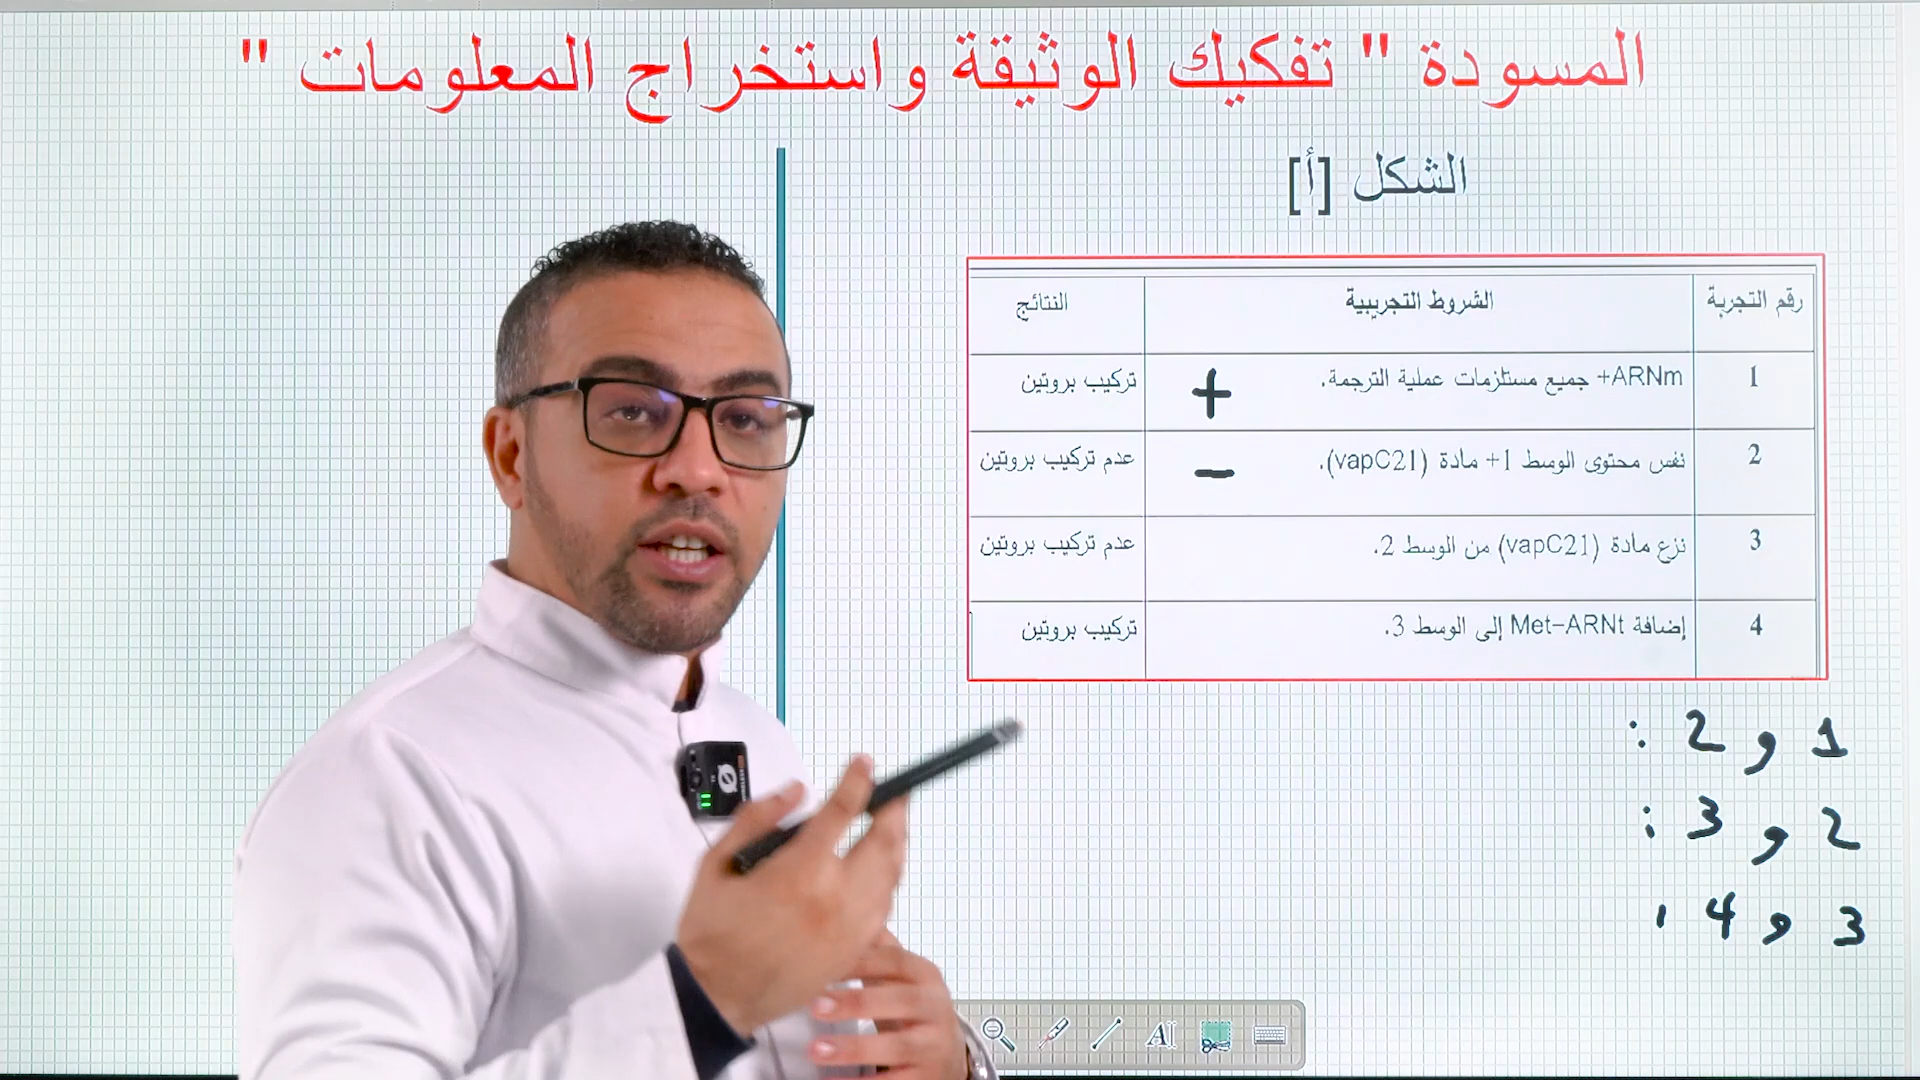 المسودة " تفكيك الوثيقة واستخراج المعلومات "
الشكل [أ]
رقم التجربة الشروط التجريبية النتائج
1 ARNm+ جميع مستلزمات عملية الترجمة. + تركيب بروتين
2 نفس محتوى الوسط 1+ مادة (vapC21). - عدم تركيب بروتين
3 نزع مادة (vapC21) من الوسط 2. عدم تركيب بروتين
4 إضافة Met-ARNt إلى الوسط 3. تركيب بروتين
1 و 2 :
2 و 3 :
3 و 4 :
AI